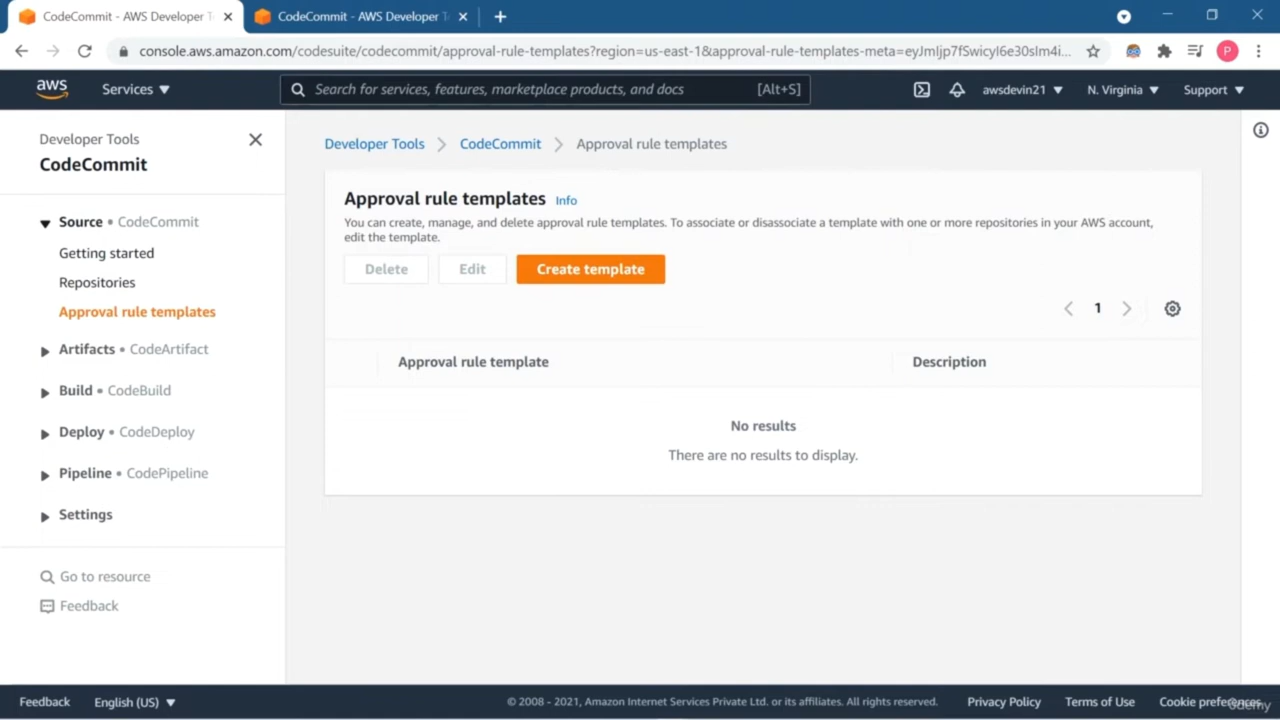 CodeCommit - AWS Developer T
CodeCommit - AWS Developer T
console.aws.amazon.com/codesuite/codecommit/approval-rule-templates?region=us-east-1&approval-rule-templates-meta=eyJmIjp7fSwicyI6e30sIm4i...
P
aws
Services
Search for services, features, marketplace products, and docs
[Alt+S]
awsdevin21
N. Virginia
Support
Developer Tools
CodeCommit
Source • CodeCommit
Getting started
Repositories
Approval rule templates
Artifacts • CodeArtifact
Build • CodeBuild
Deploy • CodeDeploy
Pipeline • CodePipeline
Settings
Go to resource
Feedback
Developer Tools
CodeCommit
Approval rule templates
Approval rule templates Info
You can create, manage, and delete approval rule templates. To associate or disassociate a template with one or more repositories in your AWS account,
edit the template.
Delete
Edit
Create template
1
Approval rule template
Description
No results
There are no results to display.
Feedback
English (US)
© 2008 - 2021, Amazon Internet Services Private Ltd. or its affiliates. All rights reserved.
Privacy Policy
Terms of Use
Cookie preferences
Udemy